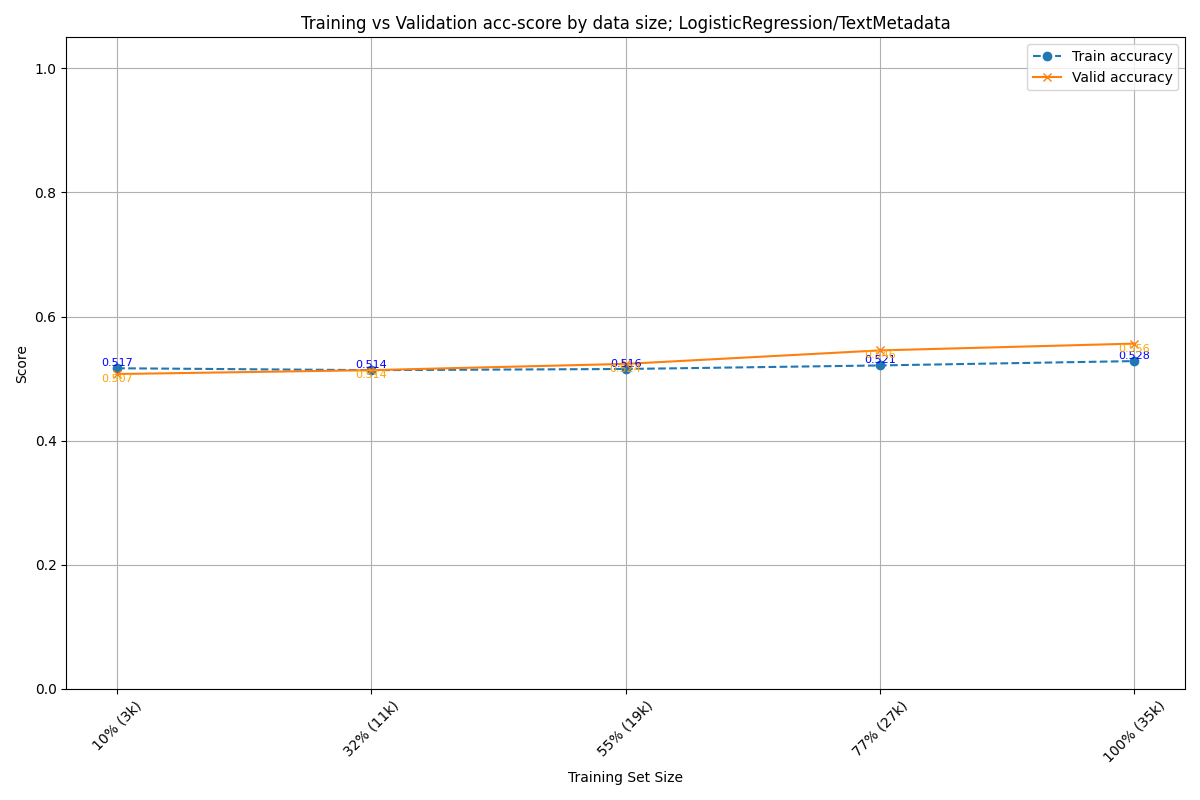 Training vs Validation acc-score by data size; LogisticRegression/TextMetadata
Train accuracy
Valid accuracy
Score
1.0
0.8
0.6
0.4
0.2
0.0
0.517
0.514
0.516
0.521
0.528
0.507
0.514
0.556
10% (3k)
32% (11k)
55% (19k)
77% (27k)
100% (35k)
Training Set Size